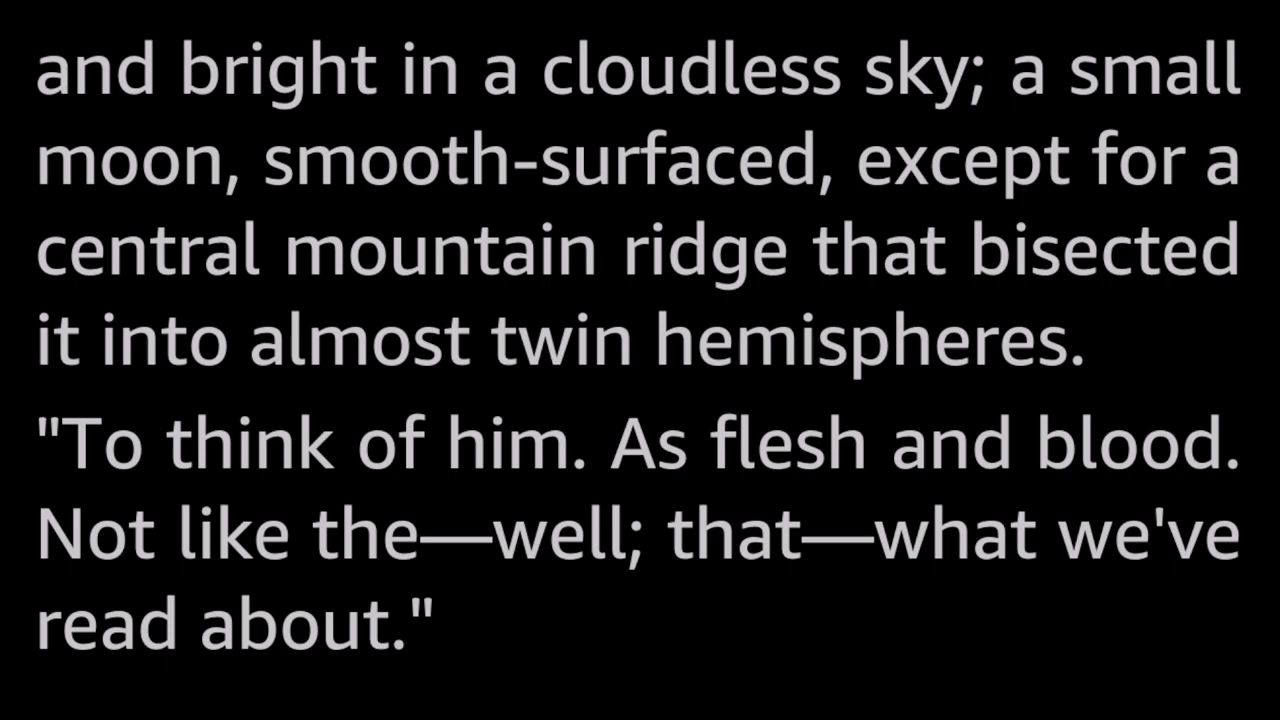 and bright in a cloudless sky; a small
moon, smooth-surfaced, except for a
central mountain ridge that bisected
it into almost twin hemispheres.
"To think of him. As flesh and blood.
Not like the—well; that—what we've
read about."